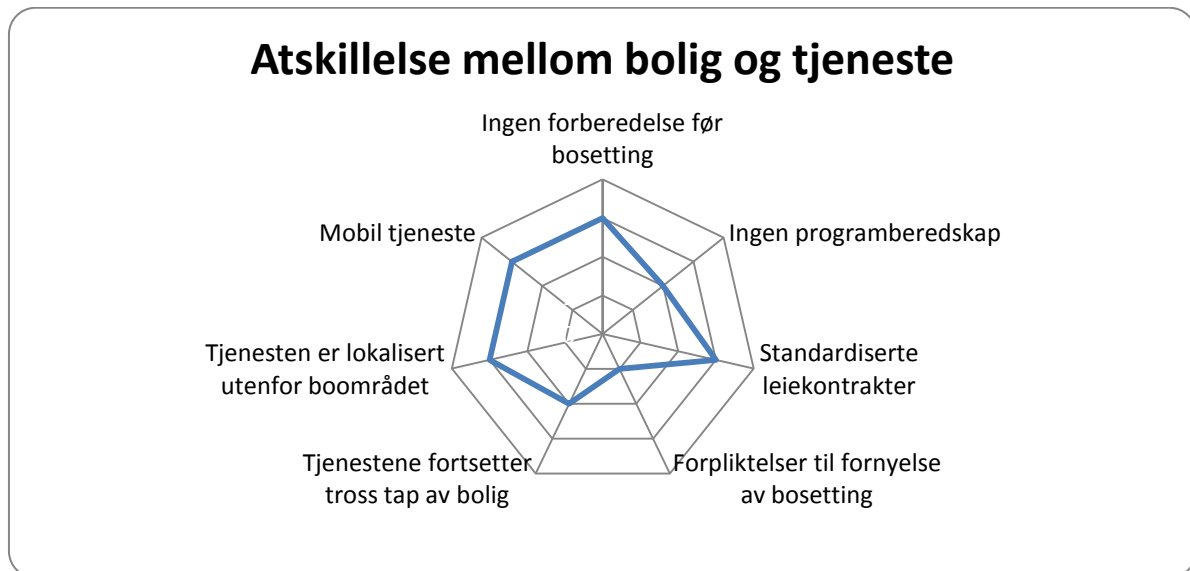 Atskillelse mellom bolig og tjeneste
Ingen forberedelse før
bosetting
Ingen programberedskap
Standardiserte
leiekontrakter
Forpliktelser til fornyelse
av bosetting
Tjenestene fortsetter
tross tap av bolig
Tjenesten er lokalisert
utenfor boområdet
Mobil tjeneste